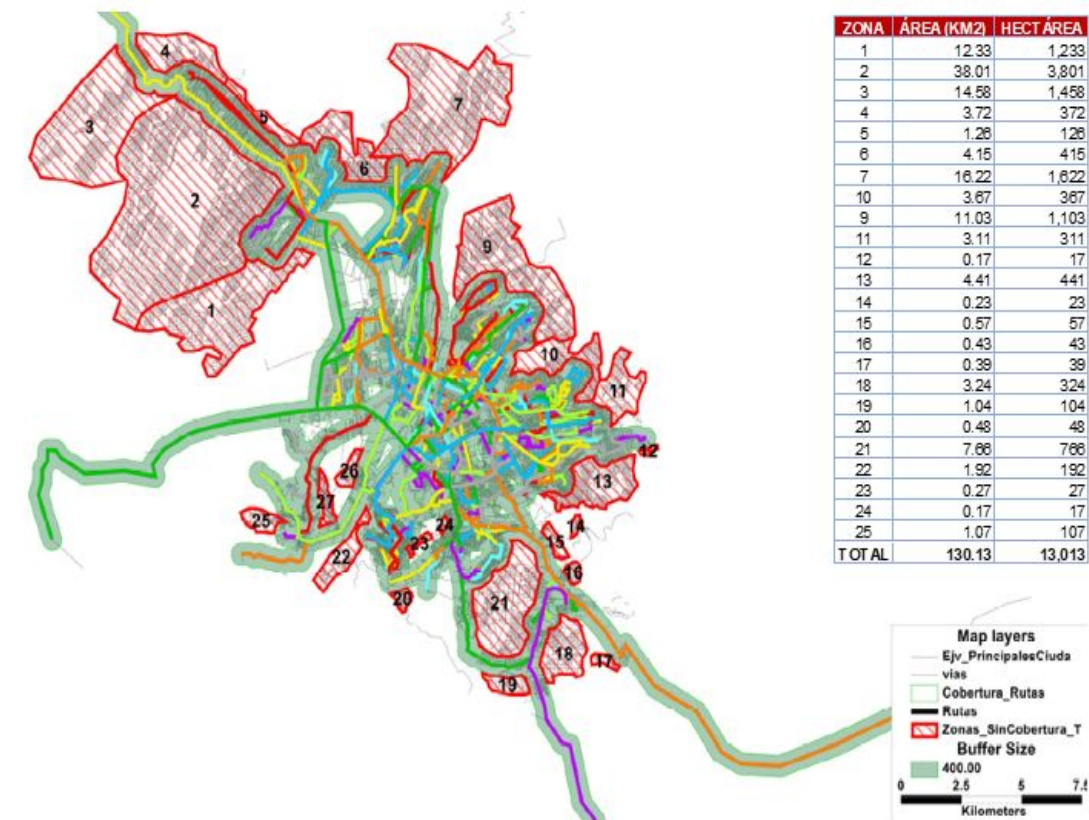 ZONA ÁREA (KM2) HECTÁREA
1 12.33 1,233
2 38.01 3,801
3 14.58 1,458
4 3.72 372
5 1.26 126
6 4.15 415
7 16.22 1,622
10 3.67 367
9 11.03 1,103
11 3.11 311
12 0.17 17
13 4.41 441
14 0.23 23
15 0.57 57
16 0.43 43
17 0.39 39
18 3.24 324
19 1.04 104
20 0.48 48
21 7.66 766
22 1.92 192
23 0.27 27
24 0.17 17
25 1.07 107
TOTAL 130.13 13,013
4
7
5
3
6
2
9
1
10
11
12
26
13
27
25
24
14
23
15
22
16
20
21
18
17
19
Map layers
Ejv_PrincipalesCiuda
vias
Cobertura_Rutas
Rutas
Zonas_SinCobertura_T
Buffer Size
400.00
0 2.5 5 7.5
Kilometers